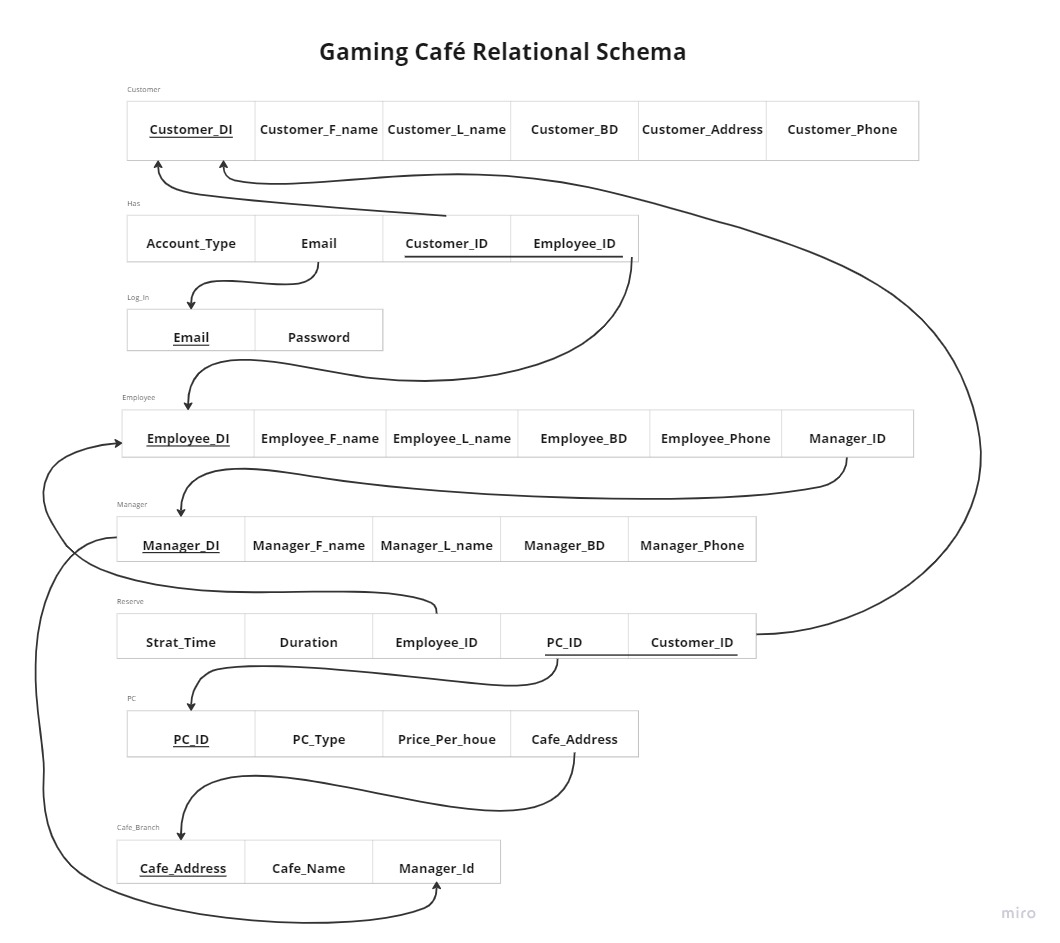 Gaming Café Relational Schema
Customer
Customer_DI Customer_F_name Customer_L_name Customer_BD Customer_Address Customer_Phone
Has
Account_Type Email Customer_ID Employee_ID
Log_In
Email Password
Employee
Employee_DI Employee_F_name Employee_L_name Employee_BD Employee_Phone Manager_ID
Manager
Manager_DI Manager_F_name Manager_L_name Manager_BD Manager_Phone
Reserve
Strat_Time Duration Employee_ID PC_ID Customer_ID
PC
PC_ID PC_Type Price_Per_houe Cafe_Address
Cafe_Branch
Cafe_Address Cafe_Name Manager_Id
miro